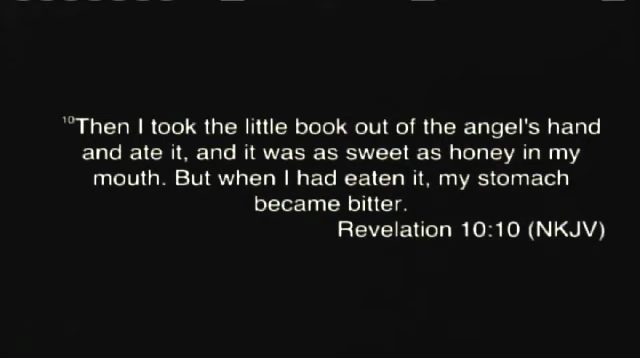 ¹⁰Then I took the little book out of the angel's hand
and ate it, and it was as sweet as honey in my
mouth. But when I had eaten it, my stomach
became bitter.
Revelation 10:10 (NKJV)